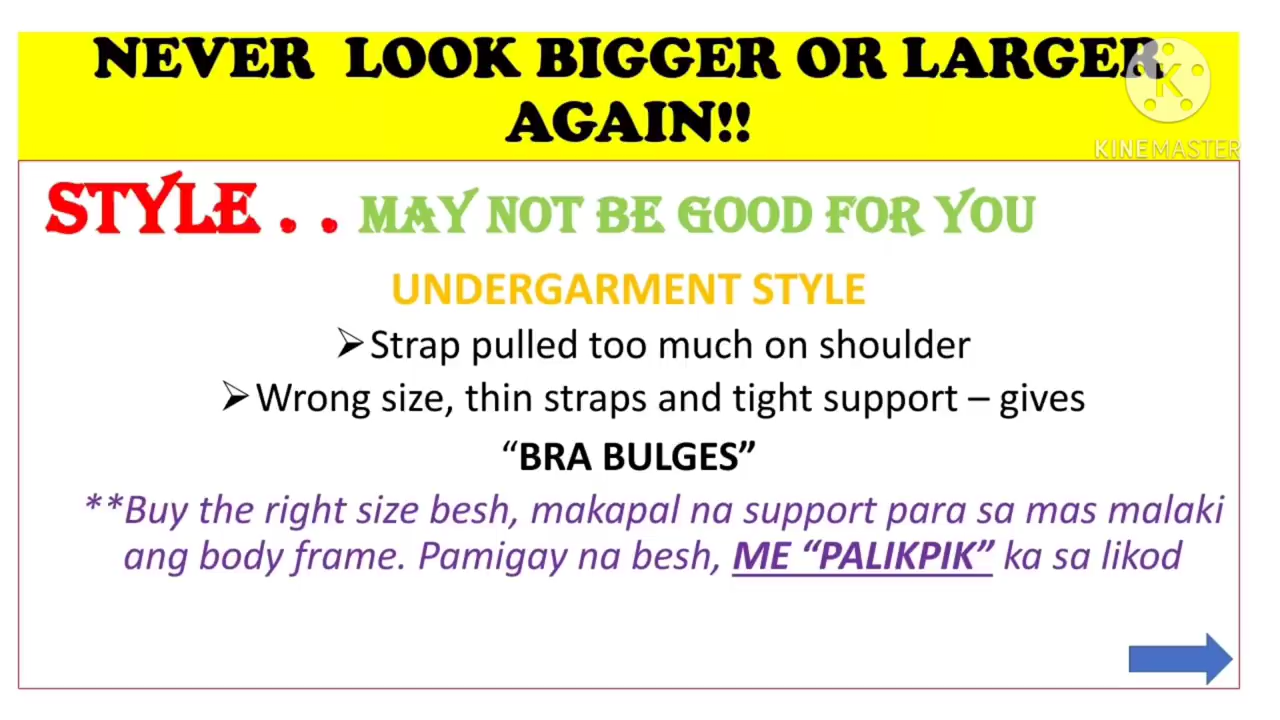 NEVER LOOK BIGGER OR LARGER
AGAIN!!
KINEMASTER
STYLE . . MAY NOT BE GOOD FOR YOU
UNDERGARMENT STYLE
➢Strap pulled too much on shoulder
➢Wrong size, thin straps and tight support – gives
“BRA BULGES”
**Buy the right size besh, makapal na support para sa mas malaki
ang body frame. Pamigay na besh, ME “PALIKPIK” ka sa likod